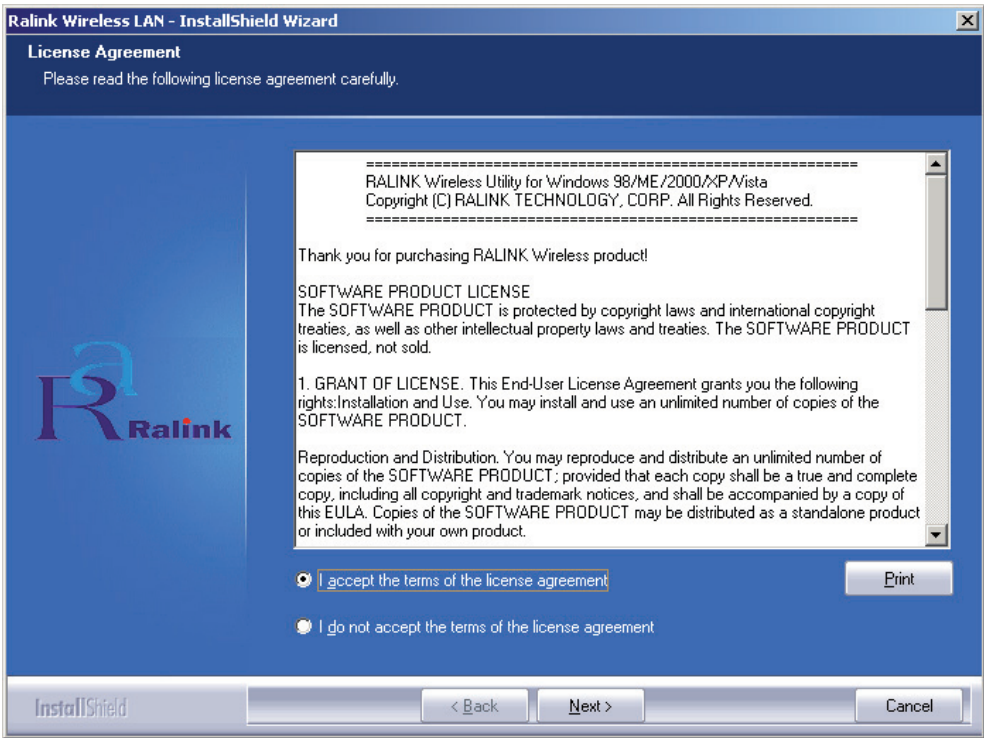 Ralink Wireless LAN - InstallShield Wizard
License Agreement
Please read the following license agreement carefully.
============================================================
RALINK Wireless Utility for Windows 98/ME/2000/XP/Vista
Copyright (C) RALINK TECHNOLOGY, CORP. All Rights Reserved.
============================================================
Thank you for purchasing RALINK Wireless product!
SOFTWARE PRODUCT LICENSE
The SOFTWARE PRODUCT is protected by copyright laws and international copyright
treaties, as well as other intellectual property laws and treaties. The SOFTWARE PRODUCT
is licensed, not sold.
1. GRANT OF LICENSE. This End-User License Agreement grants you the following
rights:Installation and Use. You may install and use an unlimited number of copies of the
SOFTWARE PRODUCT.
Reproduction and Distribution. You may reproduce and distribute an unlimited number of
copies of the SOFTWARE PRODUCT; provided that each copy shall be a true and complete
copy, including all copyright and trademark notices, and shall be accompanied by a copy of
this EULA. Copies of the SOFTWARE PRODUCT may be distributed as a standalone product
or included with your own product.
Ra
Ralink
I accept the terms of the license agreement
Print
I do not accept the terms of the license agreement
InstallShield
< Back
Next >
Cancel